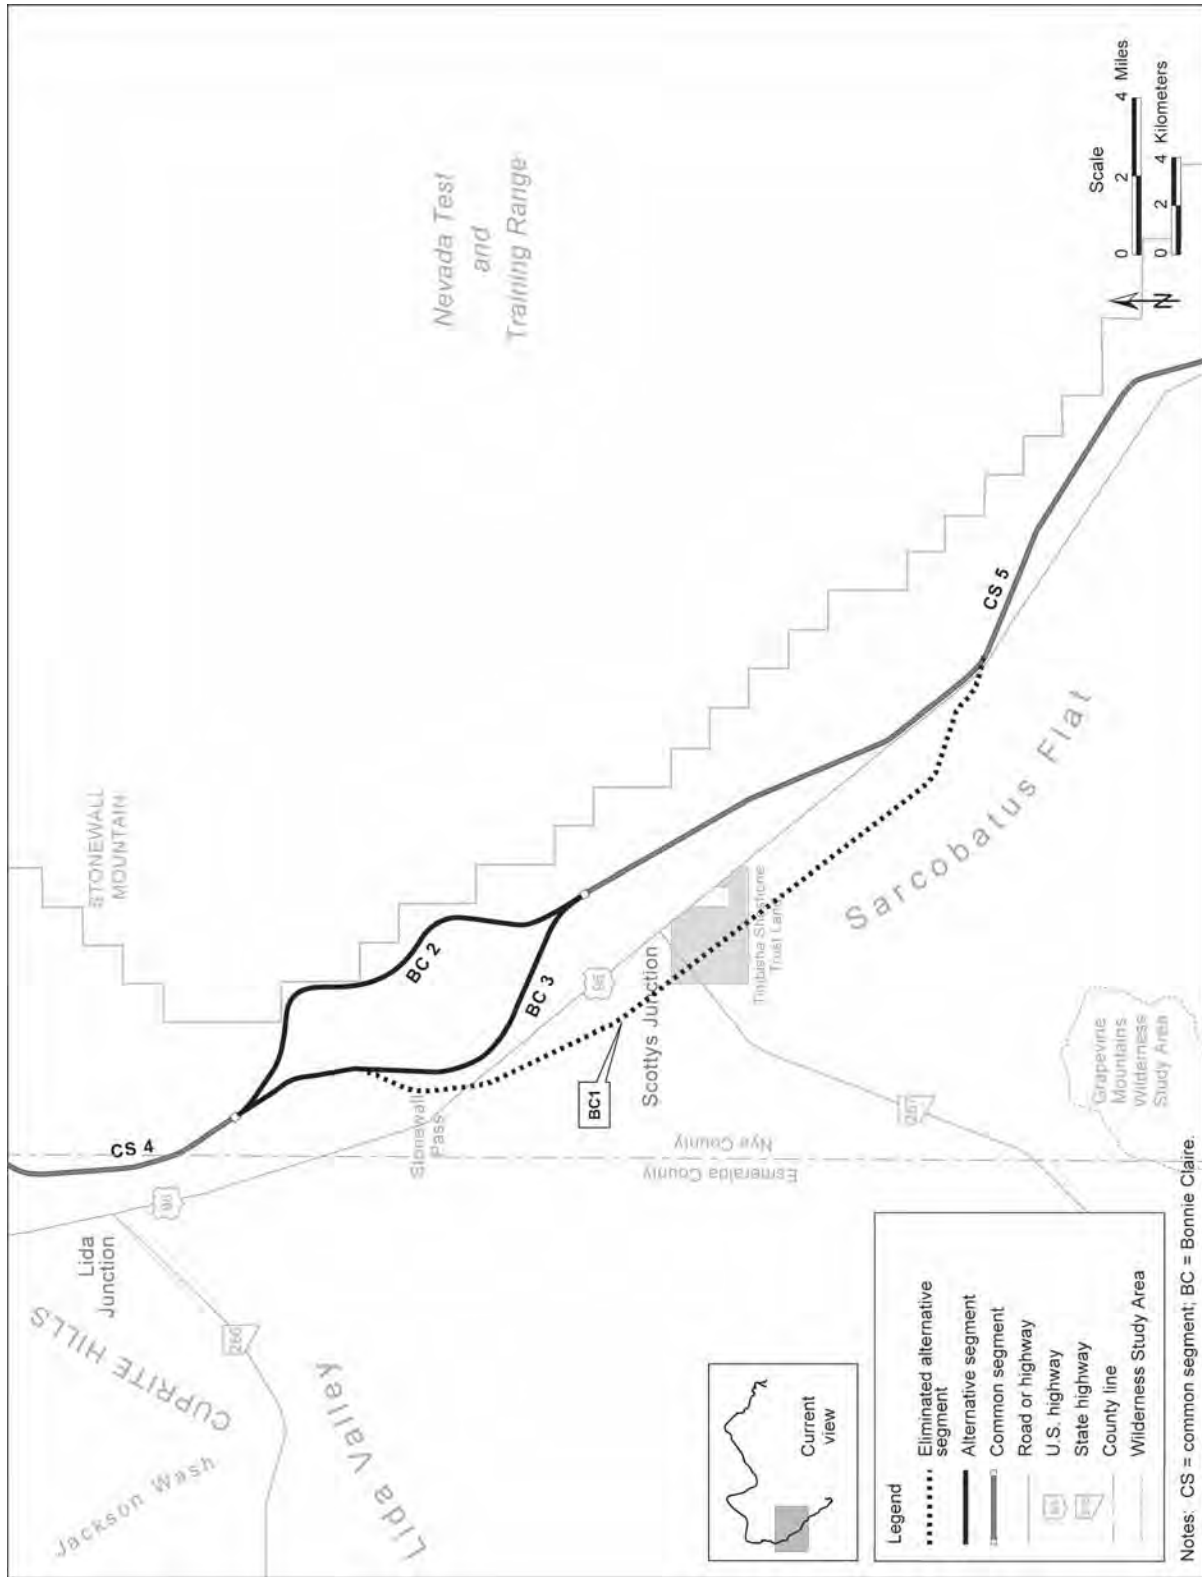 STONEWALL
MOUNTAIN
Nevada Test
and
Training Range
CUPRITE HILLS
Jackson Wash
Lida Valley
Lida
Junction
266
95
CS 4
BC 2
BC 3
Stonewall
Pass
95
BC1
Scottys Junction
Timbisha Shoshone
Trust Land
Esmeralda County
Nye County
267
Sarcobatus Flat
CS 5
Grapevine
Mountains
Wilderness
Study Area
Scale
0 2 4 Miles
0 2 4 Kilometers
N
Current
view
Legend
Eliminated alternative
segment
Alternative segment
Common segment
Road or highway
U.S. highway
State highway
County line
Wilderness Study Area
Notes: CS = common segment; BC = Bonnie Claire.